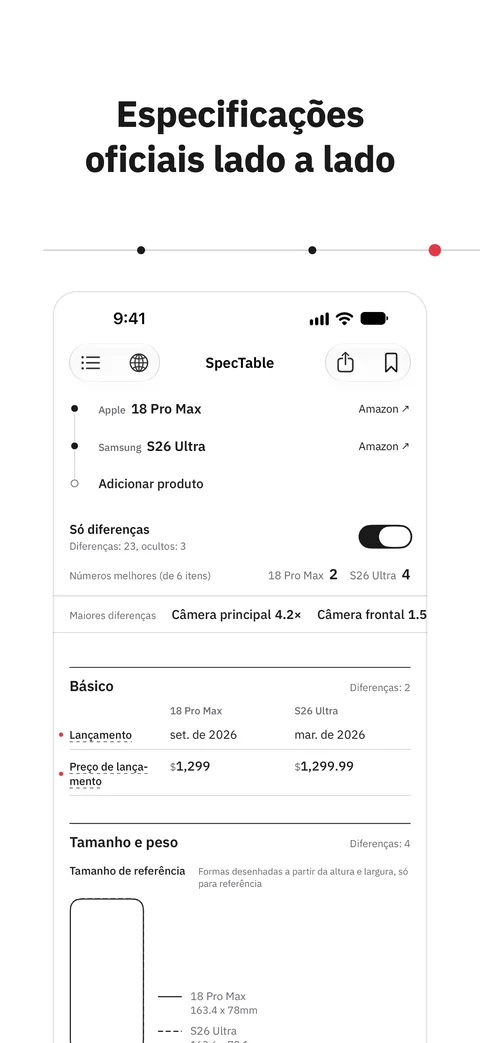 Especificações
oficiais lado a lado
9:41
SpecTable
Apple 18 Pro Max Amazon ↗
Samsung S26 Ultra Amazon ↗
Adicionar produto
Só diferenças
Diferenças: 23, ocultos: 3
Números melhores (de 6 itens) 18 Pro Max 2 S26 Ultra 4
Maiores diferenças Câmera principal 4.2× Câmera frontal 1.5
Básico Diferenças: 2
18 Pro Max S26 Ultra
Lançamento set. de 2026 mar. de 2026
Preço de lança-
mento $1,299 $1,299.99
Tamanho e peso Diferenças: 4
Tamanho de referência Formas desenhadas a partir da altura e largura, só
para referência
18 Pro Max
163.4 x 78mm
S26 Ultra